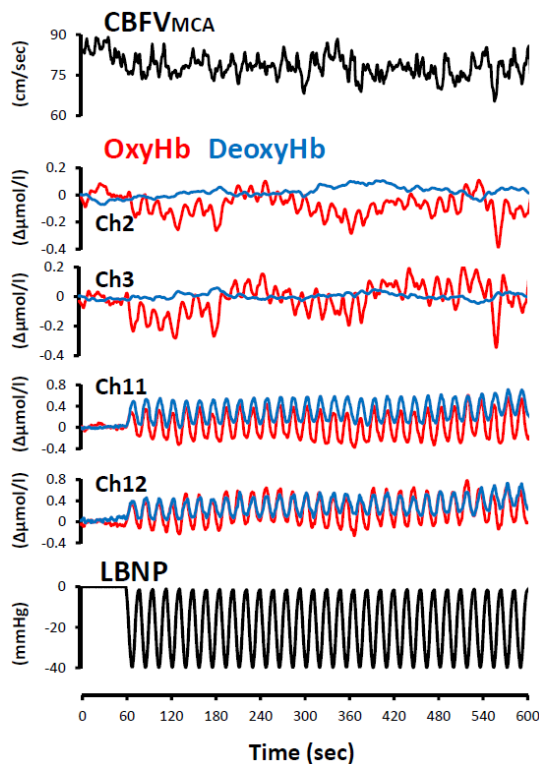 CBFVMCA
90
75
60
(cm/sec)
OxyHb DeoxyHb
0.2
0
-0.2
-0.4
(Δμmol/l)
Ch2
0.2
0
-0.2
-0.4
(Δμmol/l)
Ch3
0.8
0.4
0
-0.4
(Δμmol/l)
Ch11
0.8
0.4
0
-0.4
(Δμmol/l)
Ch12
LBNP
0
-20
-40
(mmHg)
0 60 120 180 240 300 360 420 480 540 600
Time (sec)